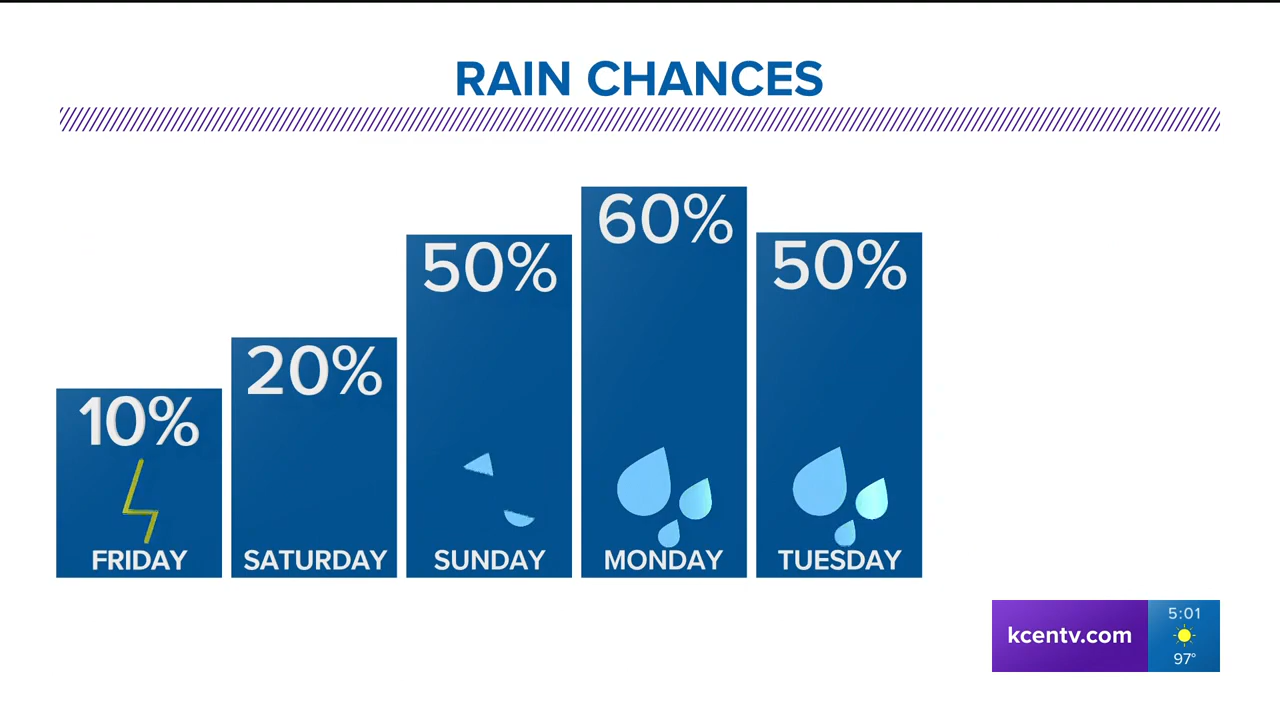 RAIN CHANCES
10%
FRIDAY
20%
SATURDAY
50%
SUNDAY
60%
MONDAY
50%
TUESDAY
kcentv.com
5:01
97°